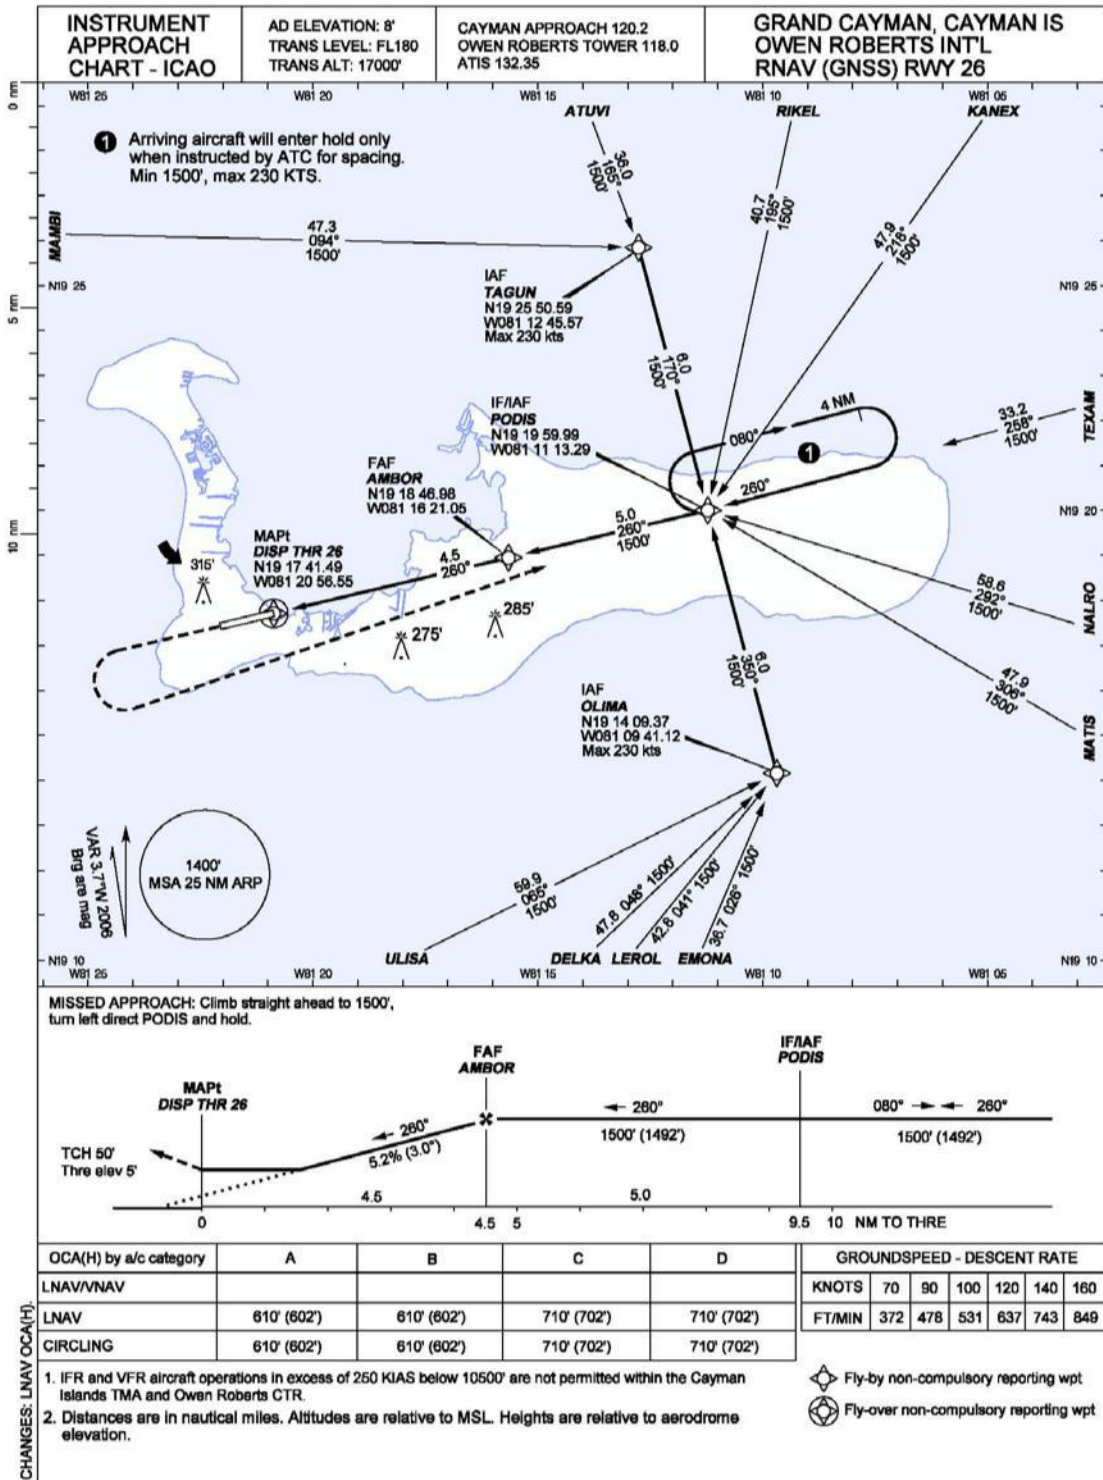 INSTRUMENT
APPROACH
CHART - ICAO
AD ELEVATION: 8'
TRANS LEVEL: FL180
TRANS ALT: 17000'
CAYMAN APPROACH 120.2
OWEN ROBERTS TOWER 118.0
ATIS 132.35
GRAND CAYMAN, CAYMAN IS
OWEN ROBERTS INT'L
RNAV (GNSS) RWY 26
0 nm
W81 26
W81 20
W81 15
W81 10
W81 05
1 Arriving aircraft will enter hold only
when instructed by ATC for spacing.
Min 1500', max 230 KTS.
ATUVI
RIKEL
KANEX
36.0
165°
1500'
40.7
195°
1500'
47.9
218°
1500'
MAMBI
47.3
094°
1500'
N19 25
N19 25
IAF
TAGUN
N19 25 50.59
W081 12 45.57
Max 230 kts
5 nm
6.0
170°
1500'
IF/IAF
PODIS
N19 19 59.99
W081 11 13.29
4 NM
080°
1
260°
33.2
258°
1500'
TEXAM
FAF
AMBOR
N19 18 46.98
W081 16 21.05
N19 20
10 nm
5.0
260°
1500'
MAPt
DISP THR 26
N19 17 41.49
W081 20 56.55
4.5
260°
315'
285'
275'
58.6
292°
1500'
NALRO
47.9
306°
1500'
MATIS
6.0
350°
1500'
IAF
OLIMA
N19 14 09.37
W081 09 41.12
Max 230 kts
VAR 3.7°W 2006
Brg are mag
1400'
MSA 25 NM ARP
59.9
065°
1500'
47.8 048° 1500'
42.8 041° 1500'
36.7 026° 1500'
ULISA
DELKA
LEROL
EMONA
N19 10
N19 10
W81 26
W81 20
W81 15
W81 10
W81 05
MISSED APPROACH: Climb straight ahead to 1500',
turn left direct PODIS and hold.
MAPt
DISP THR 26
FAF
AMBOR
IF/IAF
PODIS
260°
5.2% (3.0°)
260°
1500' (1492')
080°
260°
1500' (1492')
TCH 50'
Thre elev 5'
4.5
5.0
0
4.5
5
9.5
10
NM TO THRE
OCA(H) by a/c category
A
B
C
D
LNAV/VNAV
LNAV
610' (602')
610' (602')
710' (702')
710' (702')
CIRCLING
610' (602')
610' (602')
710' (702')
710' (702')
GROUNDSPEED - DESCENT RATE
KNOTS 70 90 100 120 140 160
FT/MIN 372 478 531 637 743 849
1. IFR and VFR aircraft operations in excess of 250 KIAS below 10500' are not permitted within the Cayman
Islands TMA and Owen Roberts CTR.
2. Distances are in nautical miles. Altitudes are relative to MSL. Heights are relative to aerodrome
elevation.
Fly-by non-compulsory reporting wpt
Fly-over non-compulsory reporting wpt
CHANGES: LNAV OCA(H).